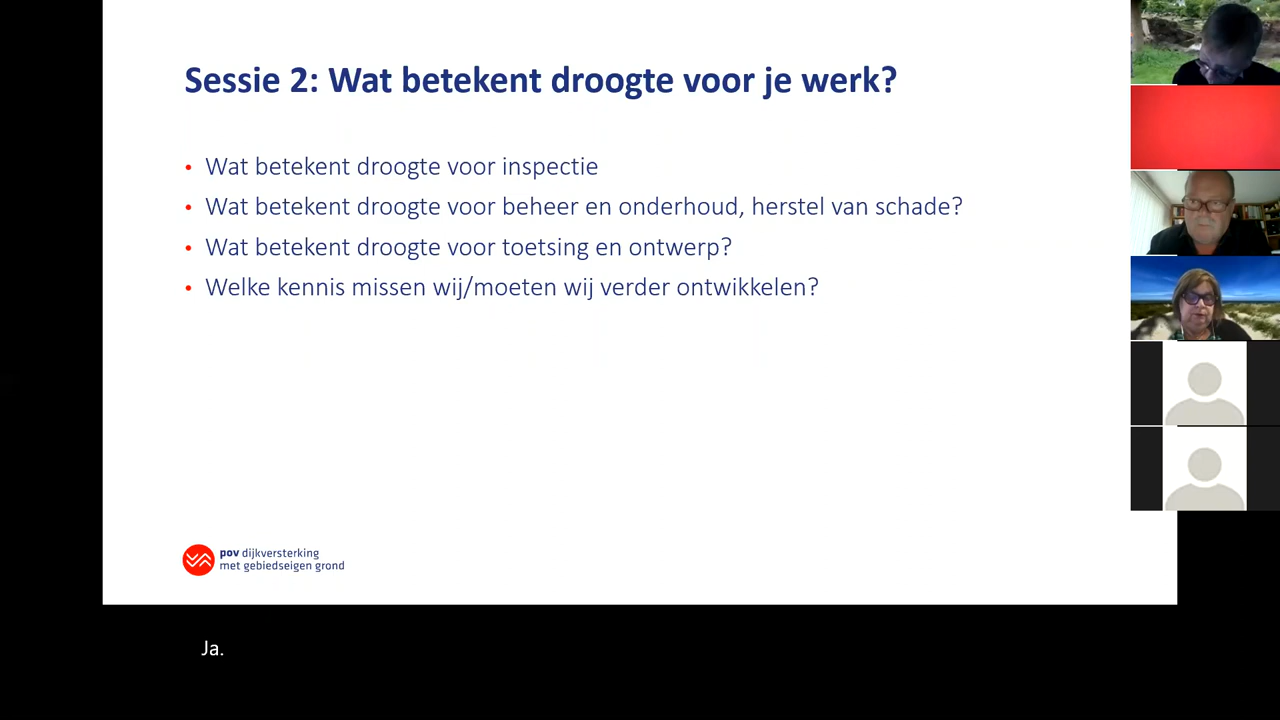 Sessie 2: Wat betekent droogte voor je werk?
• Wat betekent droogte voor inspectie
• Wat betekent droogte voor beheer en onderhoud, herstel van schade?
• Wat betekent droogte voor toetsing en ontwerp?
• Welke kennis missen wij/moeten wij verder ontwikkelen?
pov dijkversterking
met gebiedseigen grond
Ja.